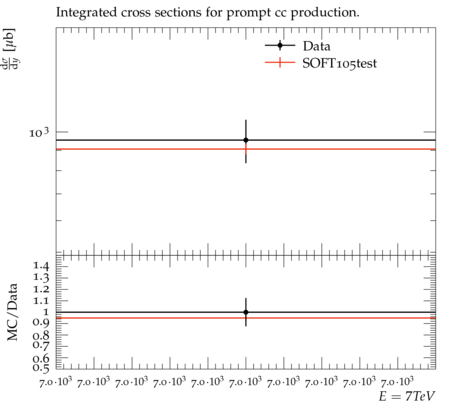 Integrated cross sections for prompt cc production.
dσ/dy [μb]
Data
SOFT105test
10³
MC/Data
1.4
1.3
1.2
1.1
1
0.9
0.8
0.7
0.6
0.5
7.0·10³ 7.0·10³ 7.0·10³ 7.0·10³ 7.0·10³ 7.0·10³ 7.0·10³ 7.0·10³ 7.0·10³ 7.0·10³
E = 7TeV